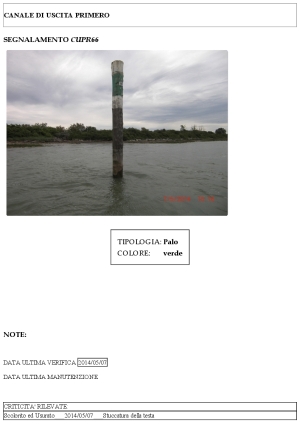 CANALE DI USCITA PRIMERO
SEGNALAMENTO CUPR66
TIPOLOGIA: Palo
COLORE: verde
NOTE:
DATA ULTIMA VERIFICA 2014/05/07
DATA ULTIMA MANUTENZIONE
CRITICITA' RILEVATE
Scolorito ed Usurato 2014/05/07 Stuccatura della testa